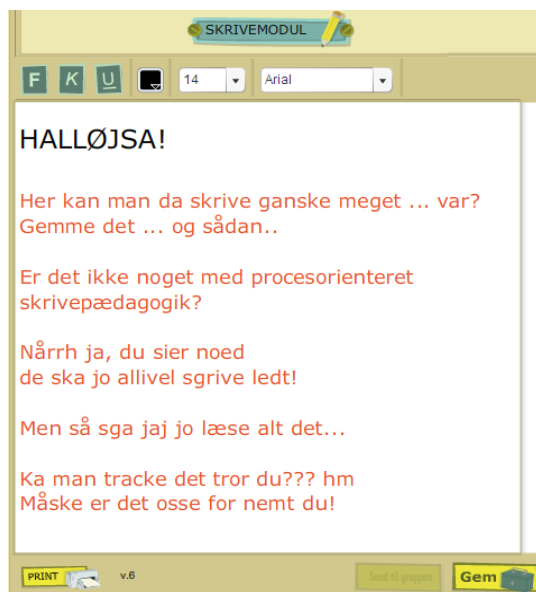 SKRIVEMODUL
F K U 14 Arial
HALLØJSA!
Her kan man da skrive ganske meget ... var?
Gemme det ... og sådan..
Er det ikke noget med procesorienteret
skrivepædagogik?
Nårrh ja, du sier noed
de ska jo allivel sgrive ledt!
Men så sga jaj jo læse alt det...
Ka man tracke det tror du??? hm
Måske er det osse for nemt du!
PRINT v.6 Send til gruppen Gem